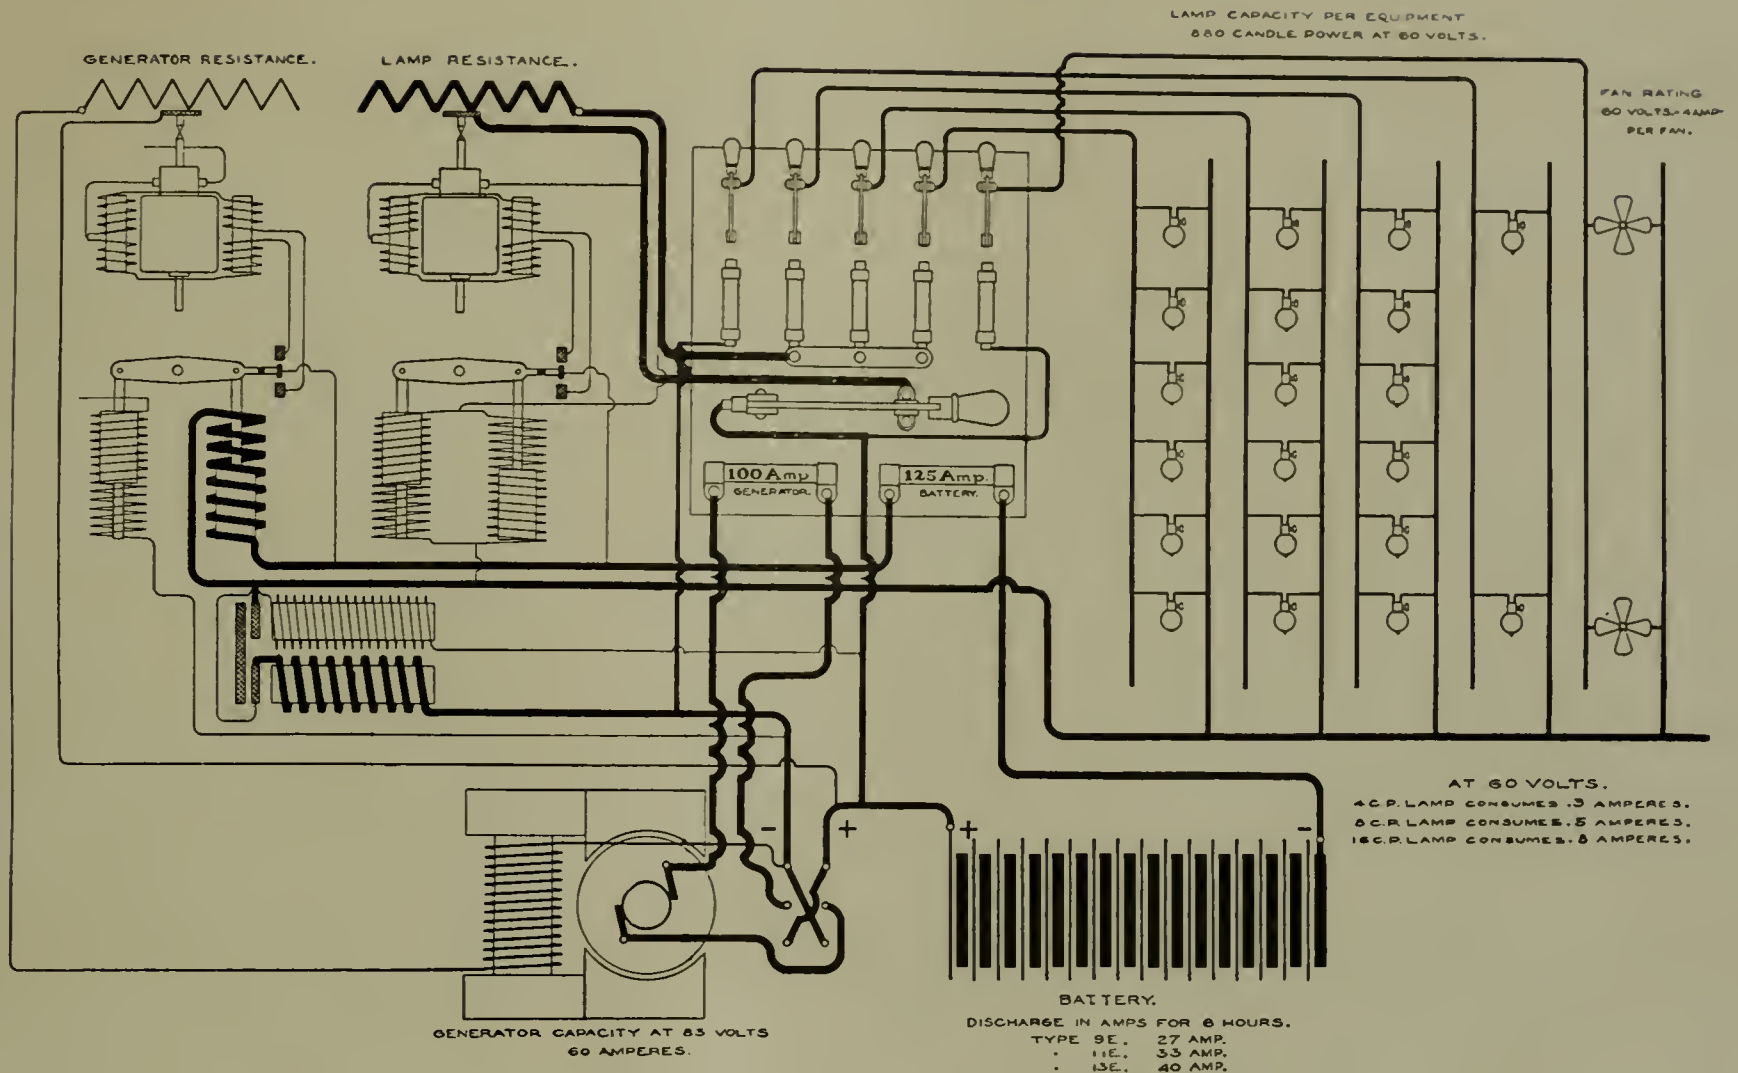 LAMP CAPACITY PER EQUIPMENT
880 CANDLE POWER AT 60 VOLTS.
GENERATOR RESISTANCE.
LAMP RESISTANCE.
FAN RATING
60 VOLTS.-4AMP
PER FAN.
100 Amp
GENERATOR.
125 Amp.
BATTERY.
- +
+ -
AT 60 VOLTS.
4 C.P. LAMP CONSUMES .3 AMPERES.
8 C.P. LAMP CONSUMES .5 AMPERES.
16 C.P. LAMP CONSUMES .8 AMPERES.
GENERATOR CAPACITY AT 83 VOLTS
60 AMPERES.
BATTERY.
DISCHARGE IN AMPS FOR 8 HOURS.
TYPE 9E. 27 AMP.
" 11E. 33 AMP.
" 13E. 40 AMP.